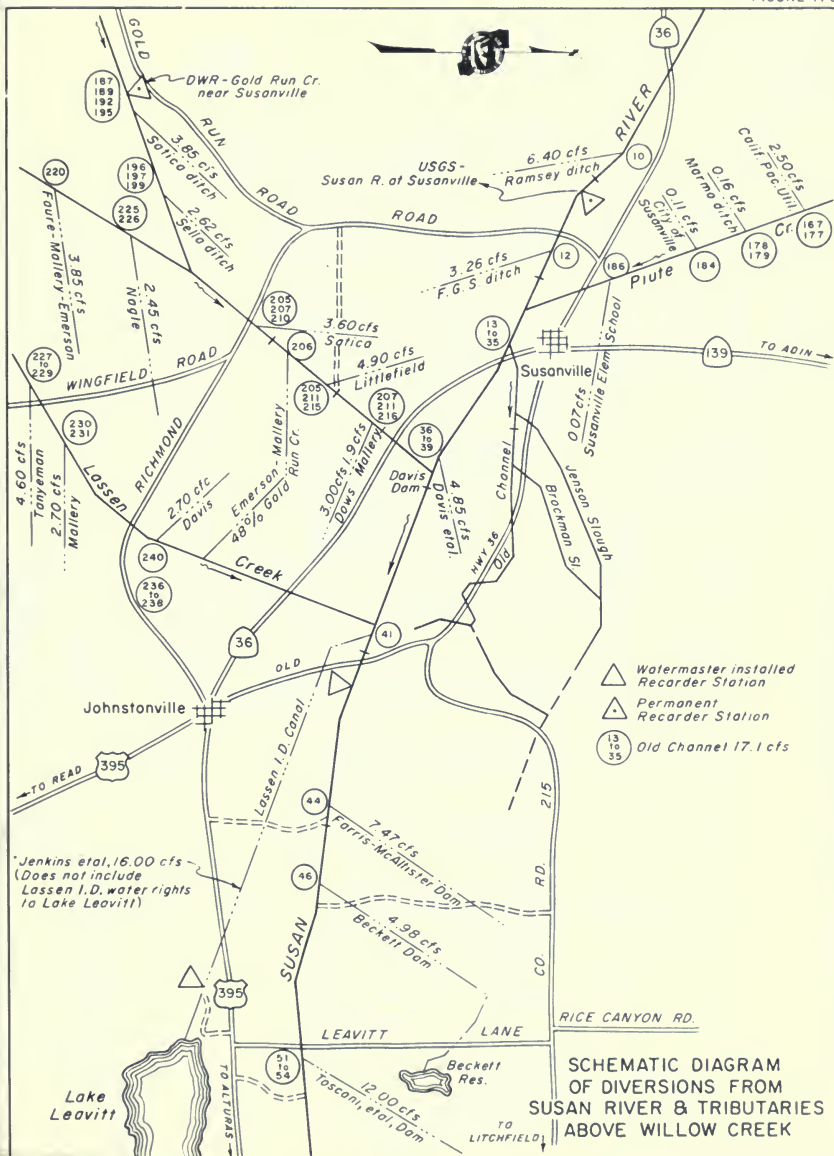 GOLD
RUN
ROAD
ROAD
187
189
192
195
DWR-Gold Run Cr.
near Susanville
3.85 cfs
Satica ditch
196
197
199
2.62 cfs
Sella ditch
220
Faure-Mallery-Emerson
3.85 cfs
225
226
2.45 cfs
Nagle
36
RIVER
USGS-
Susan R. at Susanville
6.40 cfs
Ramsey ditch
10
2.50 cfs
Calif. Pac. Util.
0.16 cfs
Marmo ditch
0.11 cfs
City of
Susanville
167
177
178
179
184
186
Piute
Cr.
12
3.26 cfs
F.G.S. ditch
13
to
35
Susanville
139
TO ADIN
0.07 cfs
Susanville Elem School
205
207
210
3.60 cfs
Satica
206
4.90 cfs
Littlefield
205
211
215
207
211
216
36
to
39
227
to
229
WINGFIELD
ROAD
RICHMOND
230
231
4.60 cfs
Tanyeman
2.70 cfs
Mallery
Lassen
Creek
2.70 cfc
Davis
Emerson-Mallery
48% Gold Run Cr.
3.00 cfs
Dows
1.9 cfs
Mallery
Davis
Dam
4.85 cfs
Davis etal.
Channel
Old
HWY 36
Jenson Slough
Brockman Sl
240
236
to
238
36
41
OLD
Johnstonville
395
TO READ
Lassen I.D. Canal
Watermaster installed
Recorder Station
Permanent
Recorder Station
13
to
35
Old Channel 17.1 cfs
215
RD.
CO.
44
7.47 cfs
Farris-McAllister Dam
*Jenkins etal, 16.00 cfs
(Does not include
Lassen I.D. water rights
to Lake Leavitt)
46
4.98 cfs
Beckett Dam
SUSAN
395
LEAVITT
LANE
RICE CANYON RD.
51
to
54
12.00 cfs
Toscani, etal, Dam
Beckett
Res.
Lake
Leavitt
TO ALTURAS
TO
LITCHFIELD
SCHEMATIC DIAGRAM
OF DIVERSIONS FROM
SUSAN RIVER & TRIBUTARIES
ABOVE WILLOW CREEK